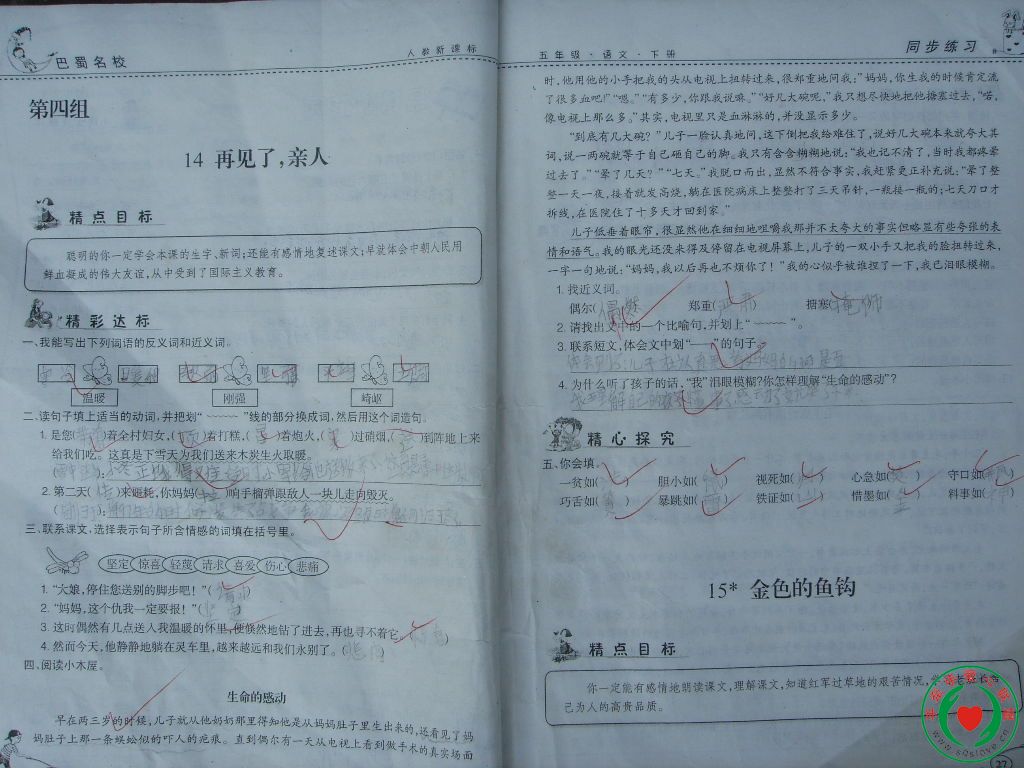 巴蜀名校
人教新课标
第四组
14 再见了,亲人
精点目标
聪明的你一定学会本课的生字、新词;还能有感情地复述课文;早就体会中朝人民用
鲜血凝成的伟大友谊,从中受到了国际主义教育。
精彩达标
一、我能写出下列词语的反义词和近义词。
温暖 刚强 崎岖
二、读句子填上适当的动词,并把划“﹏﹏”线的部分换成词,然后用这个词造句。
1. 是您( )着全村妇女,( )着打糕,( )着炮火,( )过硝烟,( )到阵地上来
给我们吃。这真是下雪天为我们送来木炭生火取暖。
( ):
2. 第二天( )来砸托,你妈妈( )响手榴弹跟敌人一块儿走向毁灭。
( ):
三、联系课文,选择表示句子所含情感的词填在括号里。
坚定 惊喜 轻蔑 请求 喜爱 伤心 悲痛
1. “大娘,停住您送别的脚步吧!”( )
2. “妈妈,这个仇我一定要报!”( )
3. 这时偶然有几点送入我温暖的怀里,便倏然地钻了进去,再也寻不着它。( )
4. 然而今天,他静静地躺在灵车里,越来越远和我们永别了。( )
四、阅读小木屋。
生命的感动
早在两三岁的时候,儿子就从他奶奶那里得知他是从妈妈肚子里生出来的,还看见了妈
妈肚子上那一条蜈蚣似的吓人的疤痕。直到偶尔有一天从电视上看到做手术的真实场面
五年级·语文·下册
同步练习
时,他用他的小手把我的头从电视上扭转过来,很郑重地问我:“妈妈,你生我的时候肯定流
了很多血吧!”“嗯。”“有多少,你跟我说嘛。”“好几大碗呢,”我只想尽快地把他搪塞过去,“喏,
像电视上那么多。”其实,电视里只是血淋淋的,并没显示多少。
“到底有几大碗?”儿子一脸认真地问,这下倒把我给难住了,说好几大碗本来就夸大其
词,说一两碗就等于自己砸自己的脚。我只有含含糊糊地说:“我也记不清了,当时我都疼晕
过去了。”“晕了几天?”“七天。”我脱口而出,显然不符合事实,我赶紧更正补充说:“晕了整
整一天一夜,接着就发高烧,躺在医院病床上整整打了三天吊针,一瓶接一瓶的;七天刀口才
拆线,在医院住了十多天才回到家。”
儿子低垂着眼帘,很显然他在细细地咀嚼我那并不太夸大的事实但略显有些夸张的表
情和语气。我的眼光还没来得及停留在电视屏幕上,儿子的一双小手又把我的脸扭转过来,
一字一句地说:“妈妈,我以后再也不烦你了!”我的心似乎被谁捏了一下,我已泪眼模糊。
1. 找近义词。
偶尔( ) 郑重( ) 搪塞( )
2. 请找出文中的一个比喻句,并划上“﹏﹏”。
3. 联系短文,体会文中划“——”的句子。
4. 为什么听了孩子的话,“我”泪眼模糊?你怎样理解“生命的感动”?
精心探究
五、你会填。
一贫如( ) 胆小如( ) 视死如( ) 心急如( ) 守口如( )
巧舌如( ) 暴跳如( ) 铁证如( ) 惜墨如( ) 料事如( )
15* 金色的鱼钩
精点目标
你一定能有感情地朗读课文,理解课文,知道红军过草地的艰苦情况,
己为人的高贵品质。
27